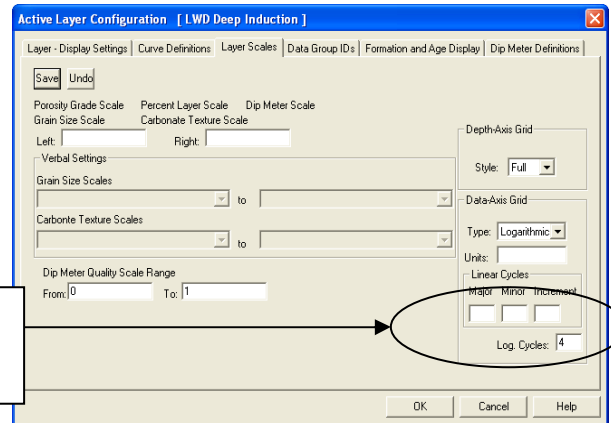 Active Layer Configuration [ LWD Deep Induction ]
Layer - Display Settings Curve Definitions Layer Scales Data Group IDs Formation and Age Display Dip Meter Definitions
Save Undo
Porosity Grade Scale Percent Layer Scale Dip Meter Scale
Grain Size Scale Carbonate Texture Scale
Left: Right:
Verbal Settings
Grain Size Scales
to
Carbonte Texture Scales
to
Dip Meter Quality Scale Range
From: 0 To: 1
Depth-Axis Grid
Style: Full
Data-Axis Grid
Type: Logarithmic
Units:
Linear Cycles
Major Minor Increment
Log. Cycles: 4
OK Cancel Help